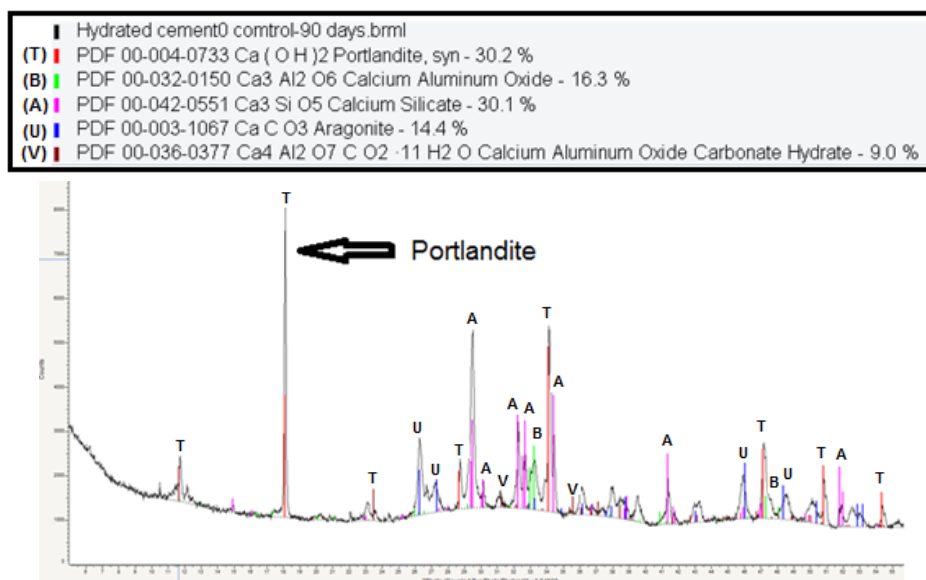 Hydrated cement0 comtrol-90 days.brml
(T) PDF 00-004-0733 Ca ( O H )2 Portlandite, syn - 30.2 %
(B) PDF 00-032-0150 Ca3 Al2 O6 Calcium Aluminum Oxide - 16.3 %
(A) PDF 00-042-0551 Ca3 Si O5 Calcium Silicate - 30.1 %
(U) PDF 00-003-1067 Ca C O3 Aragonite - 14.4 %
(V) PDF 00-036-0377 Ca4 Al2 O7 C O2 ·11 H2 O Calcium Aluminum Oxide Carbonate Hydrate - 9.0 %
T
Portlandite
T
A
A
A A
T
B
U
T
A
T
U
T
A
V
V
A
U
T
B
U
T
A
T
Counts